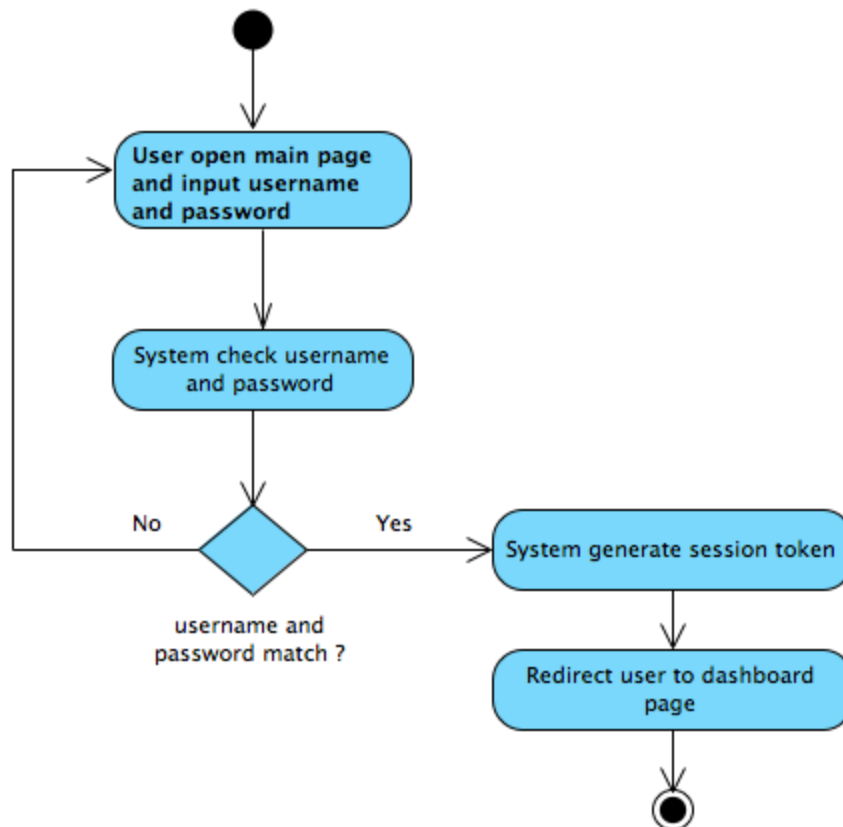 User open main page
and input username
and password
System check username
and password
No
Yes
username and
password match ?
System generate session token
Redirect user to dashboard
page